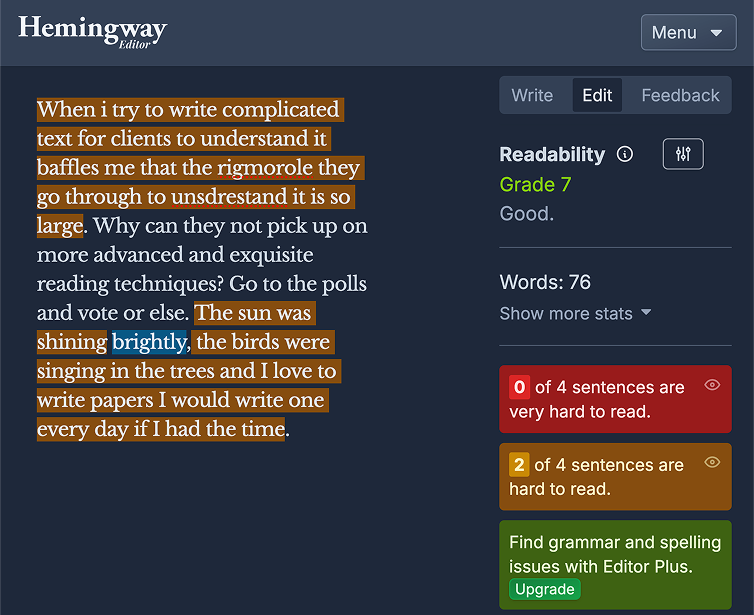 Hemingway
Editor
Menu
When i try to write complicated
text for clients to understand it
baffles me that the rigmorole they
go through to unsdrestand it is so
large. Why can they not pick up on
more advanced and exquisite
reading techniques? Go to the polls
and vote or else. The sun was
shining brightly, the birds were
singing in the trees and I love to
write papers I would write one
every day if I had the time.
Write Edit Feedback
Readability
Grade 7
Good.
Words: 76
Show more stats
0 of 4 sentences are
very hard to read.
2 of 4 sentences are
hard to read.
Find grammar and spelling
issues with Editor Plus.
Upgrade